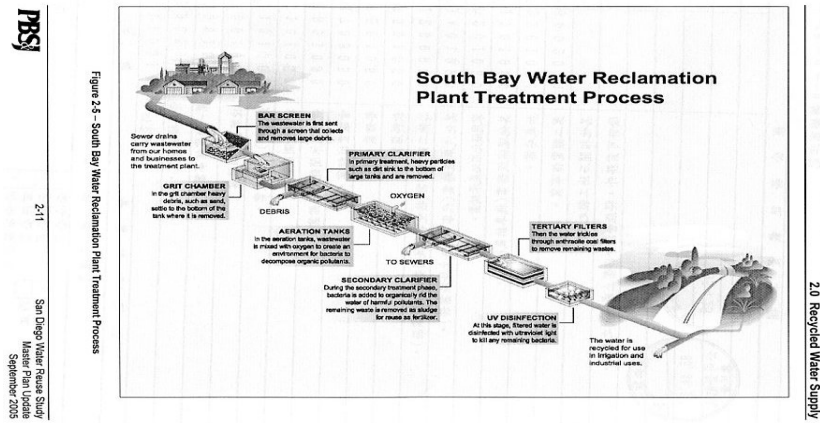 PBSJ
Figure 2-5 – South Bay Water Reclamation Plant Treatment Process
2-11
San Diego Water Reuse Study
Master Plan Update
September 2005
2.0 Recycled Water Supply
South Bay Water Reclamation
Plant Treatment Process
Sewer drains
carry wastewater
from our homes
and businesses to
the treatment plant.
BAR SCREEN
The wastewater is first sent
through a screen that collects
and removes large debris.
GRIT CHAMBER
In the grit chamber heavy
debris, such as sand,
settle to the bottom of the
tank where it is removed.
DEBRIS
PRIMARY CLARIFIER
In primary treatment, heavy particles
such as dirt sink to the bottom of
large tanks and are removed.
OXYGEN
AERATION TANKS
In the aeration tanks, wastewater
is mixed with oxygen to create an
environment for bacteria to
decompose organic pollutants.
TO SEWERS
SECONDARY CLARIFIER
During the secondary treatment phase,
bacteria is added to organically rid the
water of harmful pollutants. The
remaining waste is removed as sludge
for reuse as fertilizer.
TERTIARY FILTERS
Then the water trickles
through anthracite coal filters
to remove remaining wastes.
UV DISINFECTION
At this stage, filtered water is
disinfected with ultraviolet light
to kill any remaining bacteria.
The water is
recycled for use
in irrigation and
industrial uses.